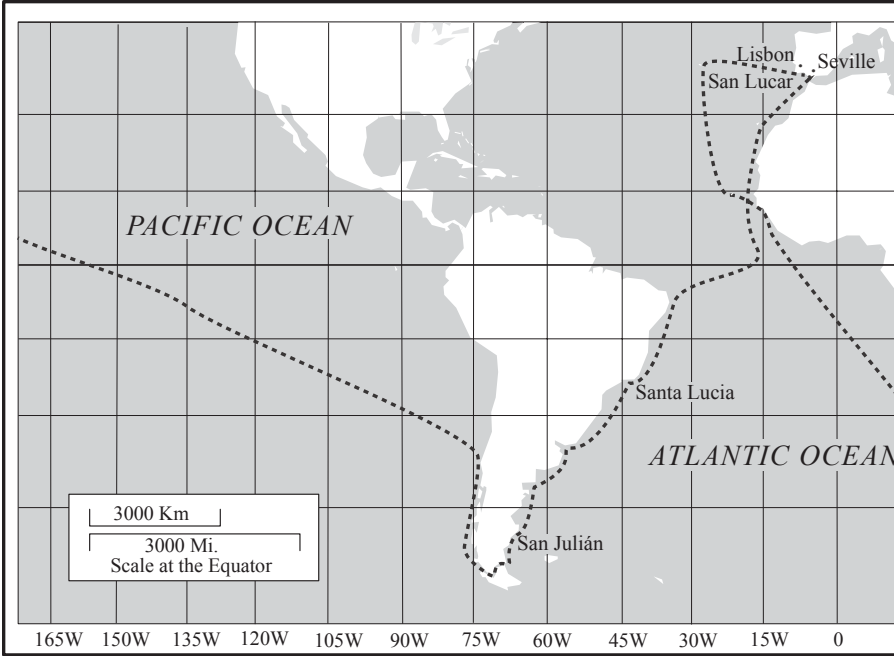 Lisbon
Seville
San Lucar
PACIFIC OCEAN
Santa Lucia
ATLANTIC OCEAN
3000 Km
San Julián
3000 Mi.
Scale at the Equator
165W 150W 135W 120W 105W 90W 75W 60W 45W 30W 15W 0